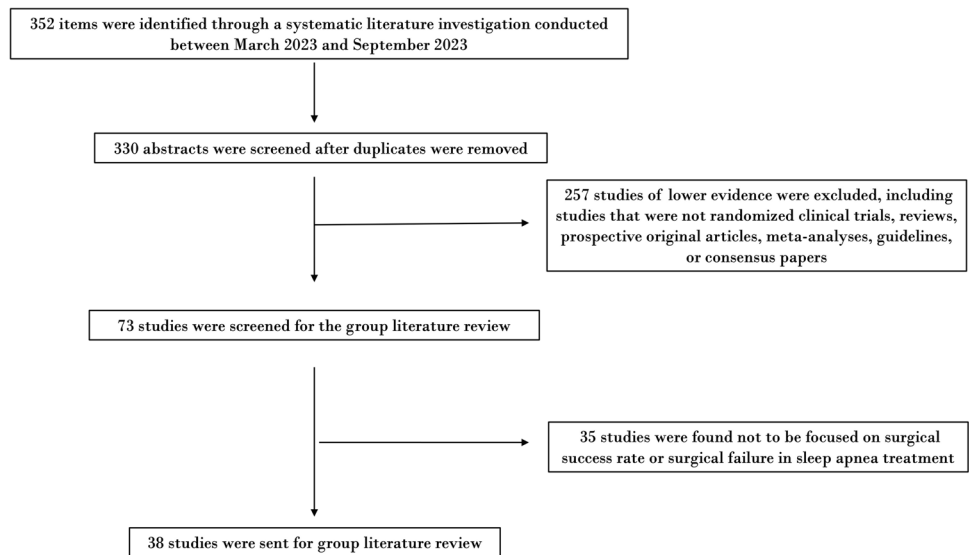 352 items were identified through a systematic literature investigation conducted
between March 2023 and September 2023
330 abstracts were screened after duplicates were removed
257 studies of lower evidence were excluded, including
studies that were not randomized clinical trials, reviews,
prospective original articles, meta-analyses, guidelines,
or consensus papers
73 studies were screened for the group literature review
35 studies were found not to be focused on surgical
success rate or surgical failure in sleep apnea treatment
38 studies were sent for group literature review